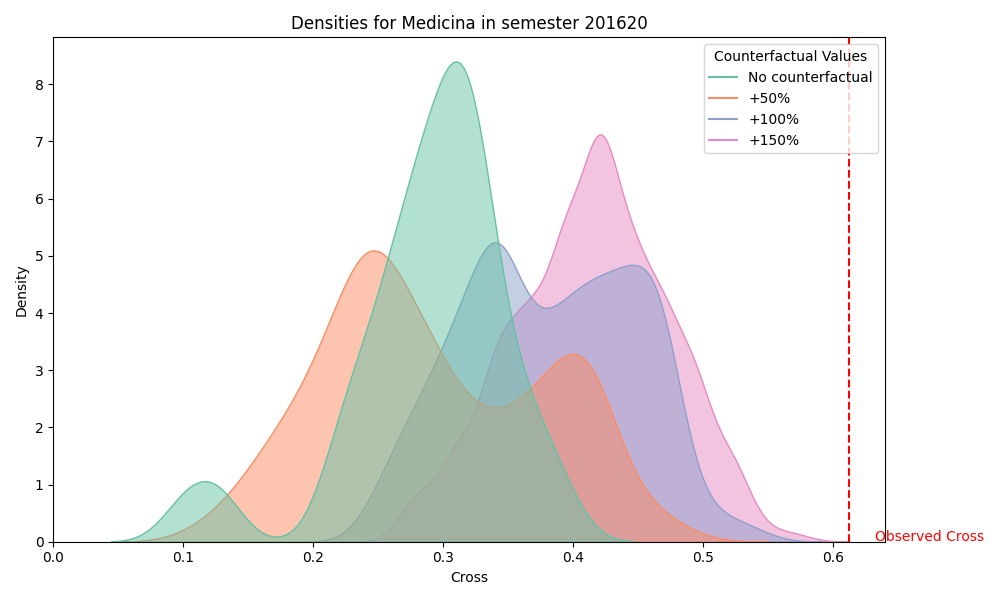 Densities for Medicina in semester 201620
Counterfactual Values
No counterfactual
+50%
+100%
+150%
Density
8
7
6
5
4
3
2
1
0
0.0 0.1 0.2 0.3 0.4 0.5 0.6
Observed Cross
Cross